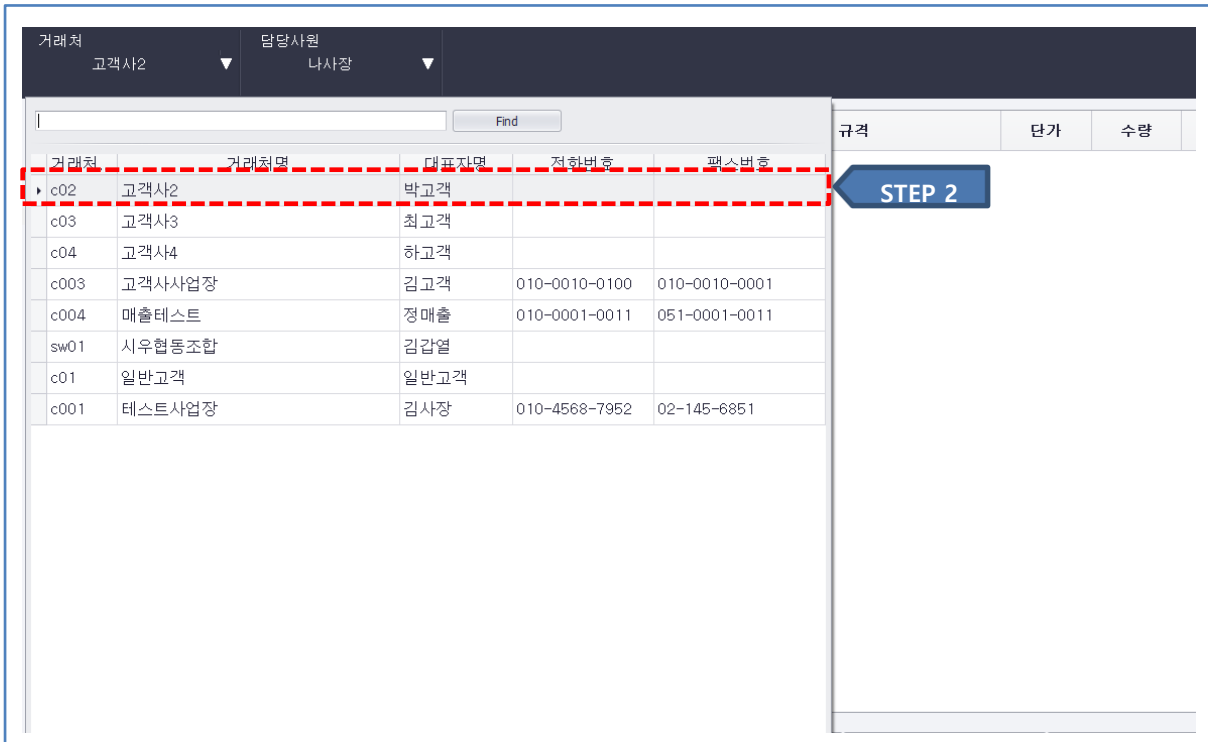 거래처 담당사원
고객사2 ▼ 나사장 ▼
Find
규격 단가 수량
거래처 거래처명 대표자명 전화번호 팩스번호
c02 고객사2 박고객
STEP 2
c03 고객사3 최고객
c04 고객사4 하고객
c003 고객사사업장 김고객 010-0010-0100 010-0010-0001
c004 매출테스트 정매출 010-0001-0011 051-0001-0011
sw01 시우협동조합 김갑열
c01 일반고객 일반고객
c001 테스트사업장 김사장 010-4568-7952 02-145-6851